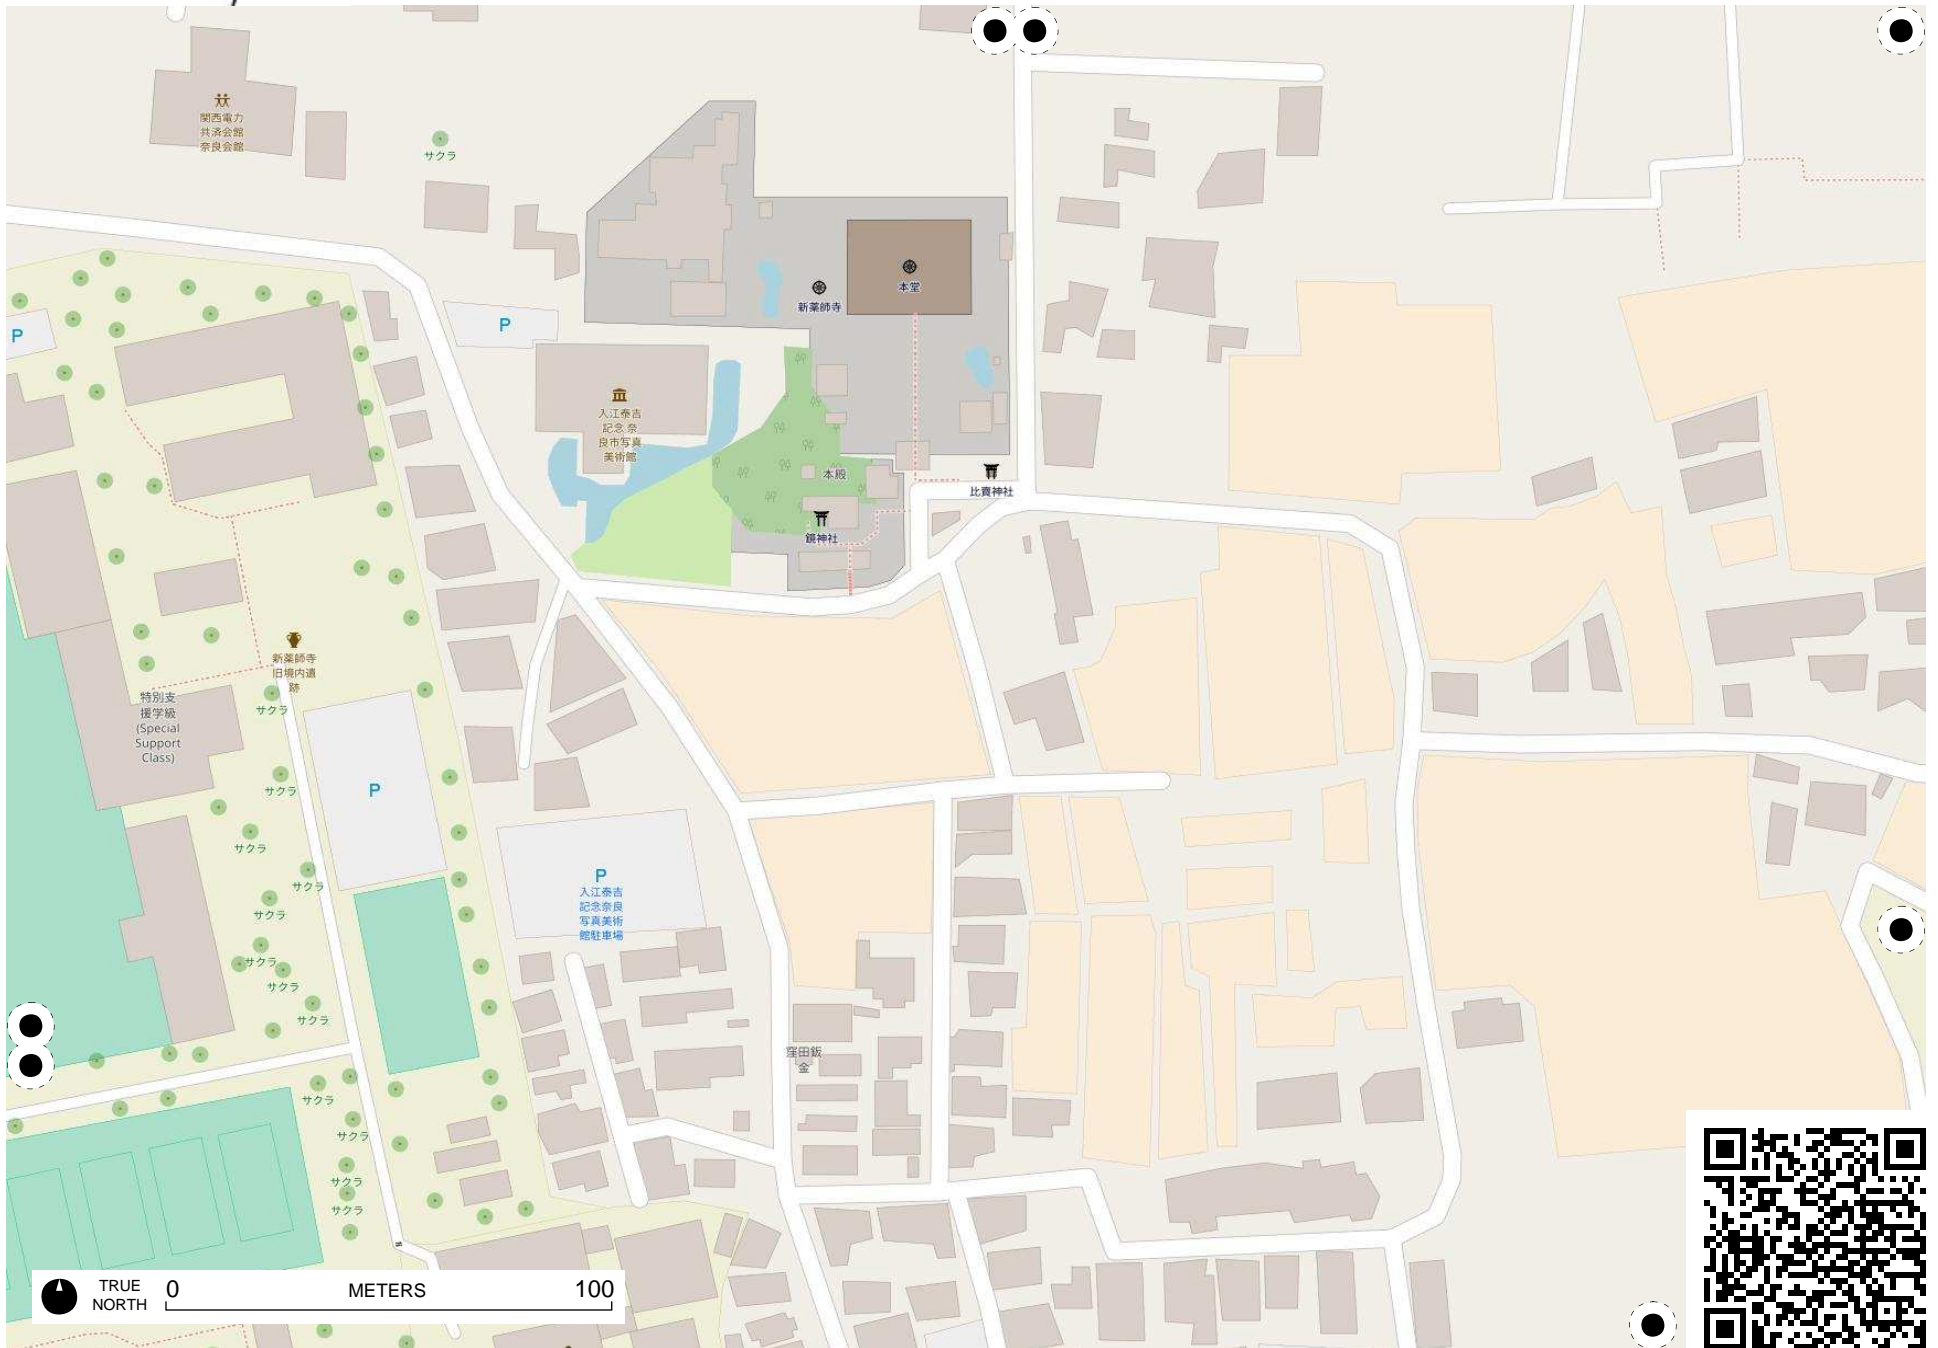 関西電力
共済会館
奈良会館
サクラ
本堂
新薬師寺
P
P
入江泰吉
記念 奈
良市写真
美術館
本殿
比賣神社
鏡神社
新薬師寺
旧境内遺
跡
特別支
援学級
(Special
Support
Class)
サクラ
サクラ
P
サクラ
サクラ
サクラ
サクラ
サクラ
サクラ
P
入江泰吉
記念奈良
写真美術
館駐車場
窪田鈑
金
サクラ
サクラ
サクラ
サクラ
TRUE
NORTH
0
METERS
100